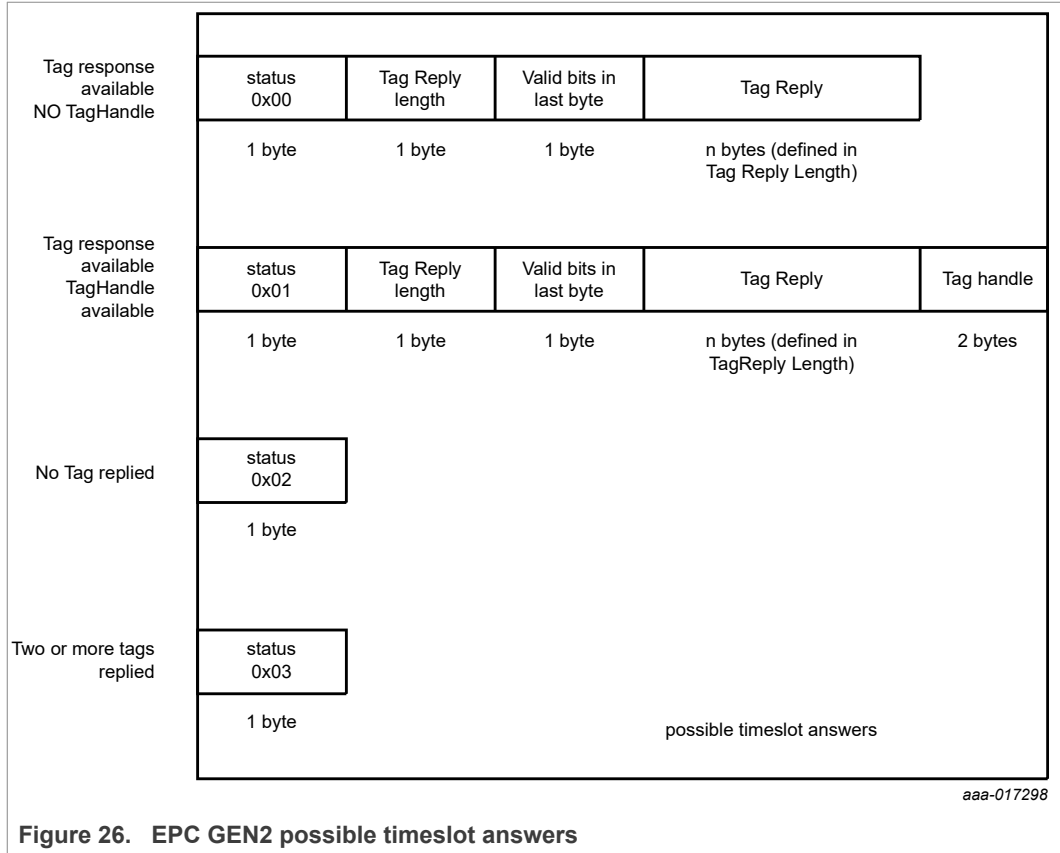 Tag response
available
NO TagHandle
status
0x00
Tag Reply
length
Valid bits in
last byte
Tag Reply
1 byte
1 byte
1 byte
n bytes (defined in
Tag Reply Length)
Tag response
available
TagHandle
available
status
0x01
Tag Reply
length
Valid bits in
last byte
Tag Reply
Tag handle
1 byte
1 byte
1 byte
n bytes (defined in
TagReply Length)
2 bytes
No Tag replied
status
0x02
1 byte
Two or more tags
replied
status
0x03
1 byte
possible timeslot answers
aaa-017298
Figure 26. EPC GEN2 possible timeslot answers